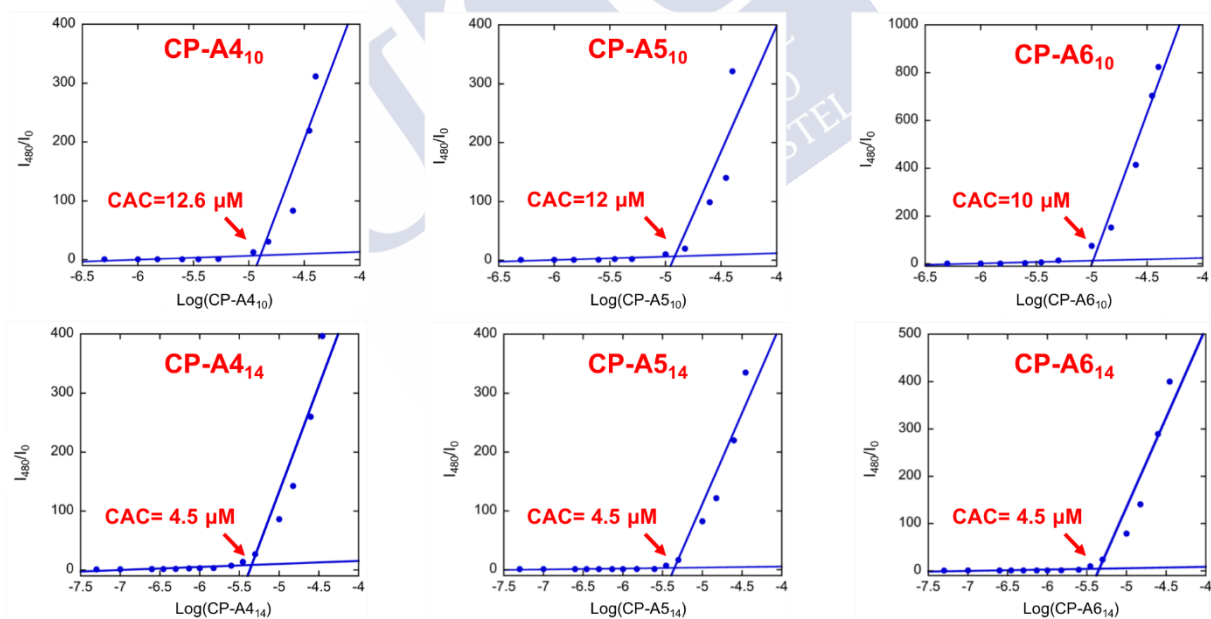 CP-A4₁₀
400
300
200
100
0
I₄₈₀/I₀
CAC=12.6 µM
-6.5 -6 -5.5 -5 -4.5 -4
Log(CP-A4₁₀)
CP-A5₁₀
400
300
200
100
0
I₄₈₀/I₀
CAC=12 µM
-6.5 -6 -5.5 -5 -4.5 -4
Log(CP-A5₁₀)
CP-A6₁₀
1000
800
600
400
200
0
I₄₈₀/I₀
CAC=10 µM
-6.5 -6 -5.5 -5 -4.5 -4
Log(CP-A6₁₀)
STEL
CP-A4₁₄
400
300
200
100
0
I₄₈₀/I₀
CAC= 4.5 µM
-7.5 -7 -6.5 -6 -5.5 -5 -4.5 -4
Log(CP-A4₁₄)
CP-A5₁₄
400
300
200
100
0
I₄₈₀/I₀
CAC= 4.5 µM
-7.5 -7 -6.5 -6 -5.5 -5 -4.5 -4
Log(CP-A5₁₄)
CP-A6₁₄
500
400
300
200
100
0
I₄₈₀/I₀
CAC= 4.5 µM
-7.5 -7 -6.5 -6 -5.5 -5 -4.5 -4
Log(CP-A6₁₄)